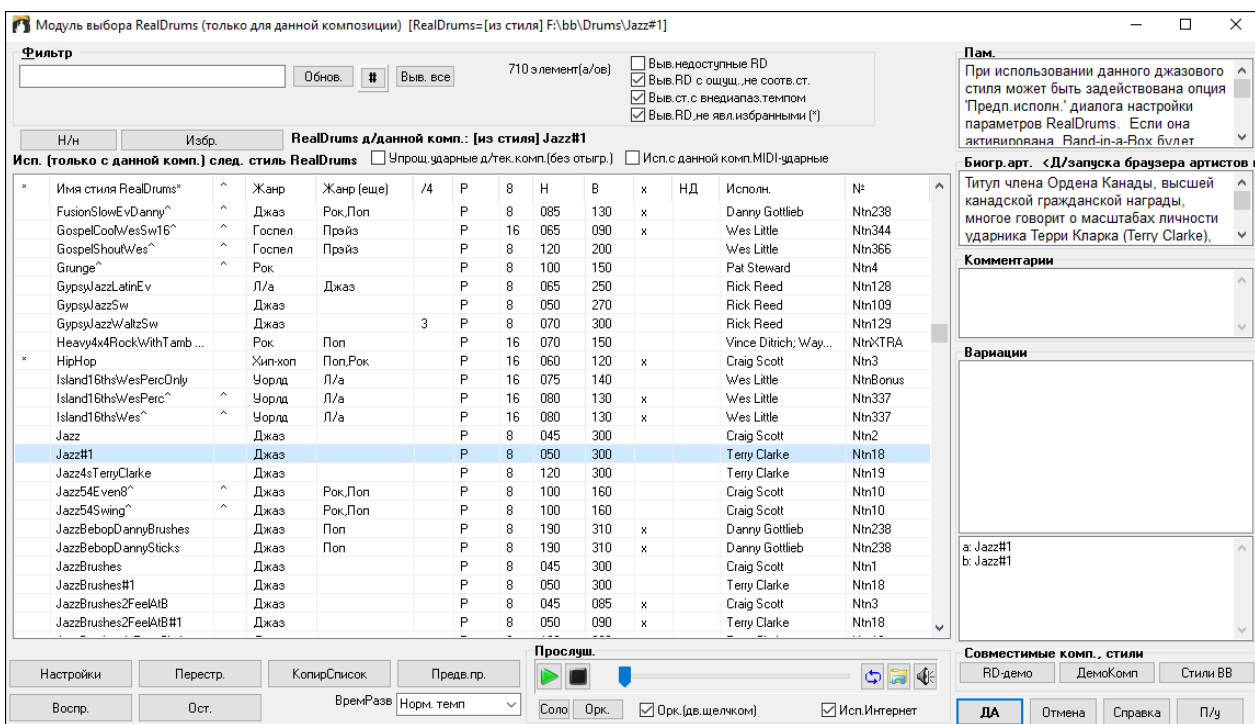 Модуль выбора RealDrums (только для данной композиции) [RealDrums=[из стиля] F:\bb\Drums\Jazz#1]
Фильтр
Обнов. # Выв. все 710 элемент(а/ов)
Выв.недоступные RD
Выв.RD с ощущ.,не соотв.ст.
Выв.ст.с внедиапаз.темпом
Выв.RD,не явл.избранными (*)
Н/н Избр. RealDrums д/данной комп.: [из стиля] Jazz#1
Исп. (только с данной комп.) след. стиль RealDrums Упрощ.ударные д/тек.комп.(без отыгр.) Исп.с данной комп.MIDI-ударные
* Имя стиля RealDrums* ^ Жанр Жанр (еще) /4 Р 8 Н В х НД Исполн. №
FusionSlowEvDanny^ ^ Джаз Рок,Поп Р 8 085 130 x Danny Gottlieb Ntn238
GospelCoolWesSw16^ ^ Госпел Прэйз Р 16 065 090 x Wes Little Ntn344
GospelShoutWes^ ^ Госпел Прэйз Р 8 120 200 Wes Little Ntn366
Grunge^ ^ Рок Р 8 100 150 Pat Steward Ntn4
GypsyJazzLatinEv Л/а Джаз Р 8 065 250 Rick Reed Ntn128
GypsyJazzSw Джаз Р 8 050 270 Rick Reed Ntn109
GypsyJazzWaltzSw Джаз 3 Р 8 070 300 Rick Reed Ntn129
Heavy4x4RockWithTamb ... Рок Поп Р 16 070 150 Vince Ditrich; Way... NtnXTRA
* HipHop Хип-хоп Поп,Рок Р 16 060 120 x Craig Scott Ntn3
Island16thsWesPercOnly Уорлд Л/а Р 16 075 140 Wes Little NtnBonus
Island16thsWesPerc^ ^ Уорлд Л/а Р 16 080 130 x Wes Little Ntn337
Island16thsWes^ ^ Уорлд Л/а Р 16 080 130 x Wes Little Ntn337
Jazz Джаз Р 8 045 300 Craig Scott Ntn2
Jazz#1 Джаз Р 8 050 300 Terry Clarke Ntn18
Jazz4sTerryClarke Джаз Р 8 120 300 Terry Clarke Ntn19
Jazz54Even8^ ^ Джаз Рок,Поп Р 8 100 160 Craig Scott Ntn10
Jazz54Swing^ ^ Джаз Рок,Поп Р 8 100 160 Craig Scott Ntn10
JazzBebopDannyBrushes Джаз Поп Р 8 190 310 x Danny Gottlieb Ntn238
JazzBebopDannySticks Джаз Поп Р 8 190 310 x Danny Gottlieb Ntn238
JazzBrushes Джаз Р 8 045 300 Craig Scott Ntn1
JazzBrushes#1 Джаз Р 8 050 300 Terry Clarke Ntn18
JazzBrushes2FeelAtB Джаз Р 8 045 085 x Craig Scott Ntn3
JazzBrushes2FeelAtB#1 Джаз Р 8 050 090 x Terry Clarke Ntn18
Настройки Перестр. КопирСписок Предв.пр.
Воспр. Ост. ВремРазв Норм. темп
Прослуш.
Соло Орк. Орк.(дв.щелчком) Исп.Интернет
Пам.
При использовании данного джазового
стиля может быть задействована опция
'Предп.исполн.' диалога настройки
параметров RealDrums. Если она
активирована, Band-in-a-Box будет
Биогр.арт. <Д/запуска браузера артистов
Титул члена Ордена Канады, высшей
канадской гражданской награды,
многое говорит о масштабах личности
ударника Терри Кларка (Terry Clarke),
Комментарии
Вариации
a: Jazz#1
b: Jazz#1
Совместимые комп., стили
RD-демо ДемоКомп Стили BB
ДА Отмена Справка П/у